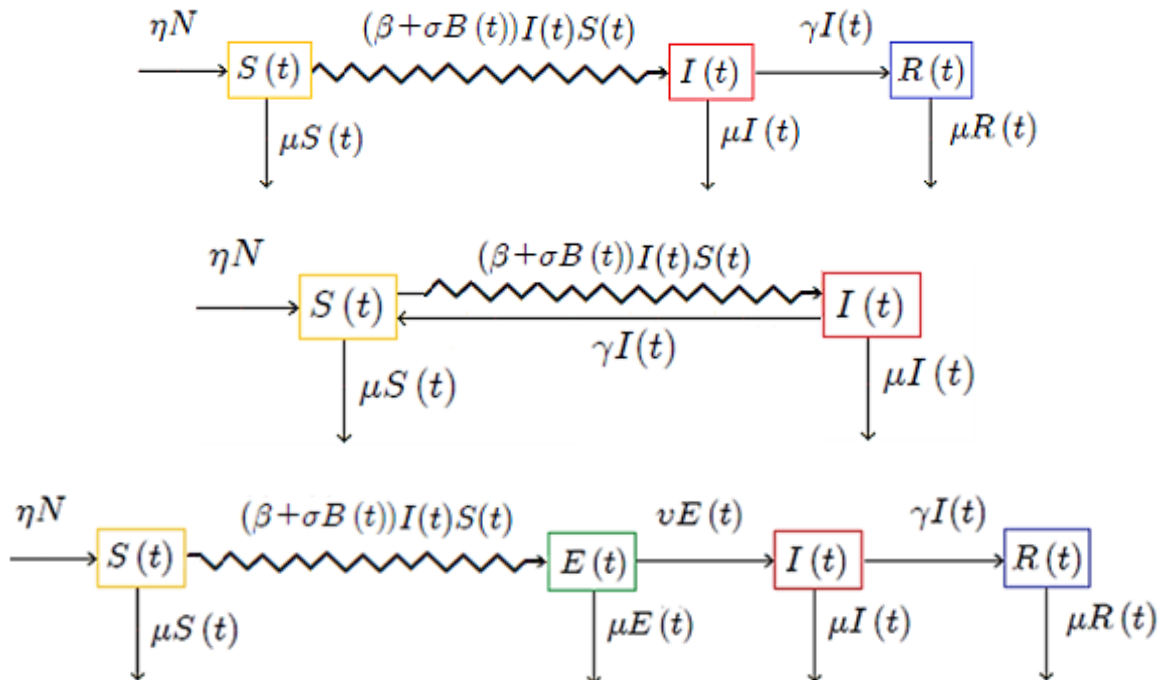 ηN (β+σB(t))I(t)S(t) γI(t)
S(t) I(t) R(t)
μS(t) μI(t) μR(t)
ηN (β+σB(t))I(t)S(t)
S(t) I(t)
γI(t)
μS(t) μI(t)
ηN (β+σB(t))I(t)S(t) υE(t) γI(t)
S(t) E(t) I(t) R(t)
μS(t) μE(t) μI(t) μR(t)